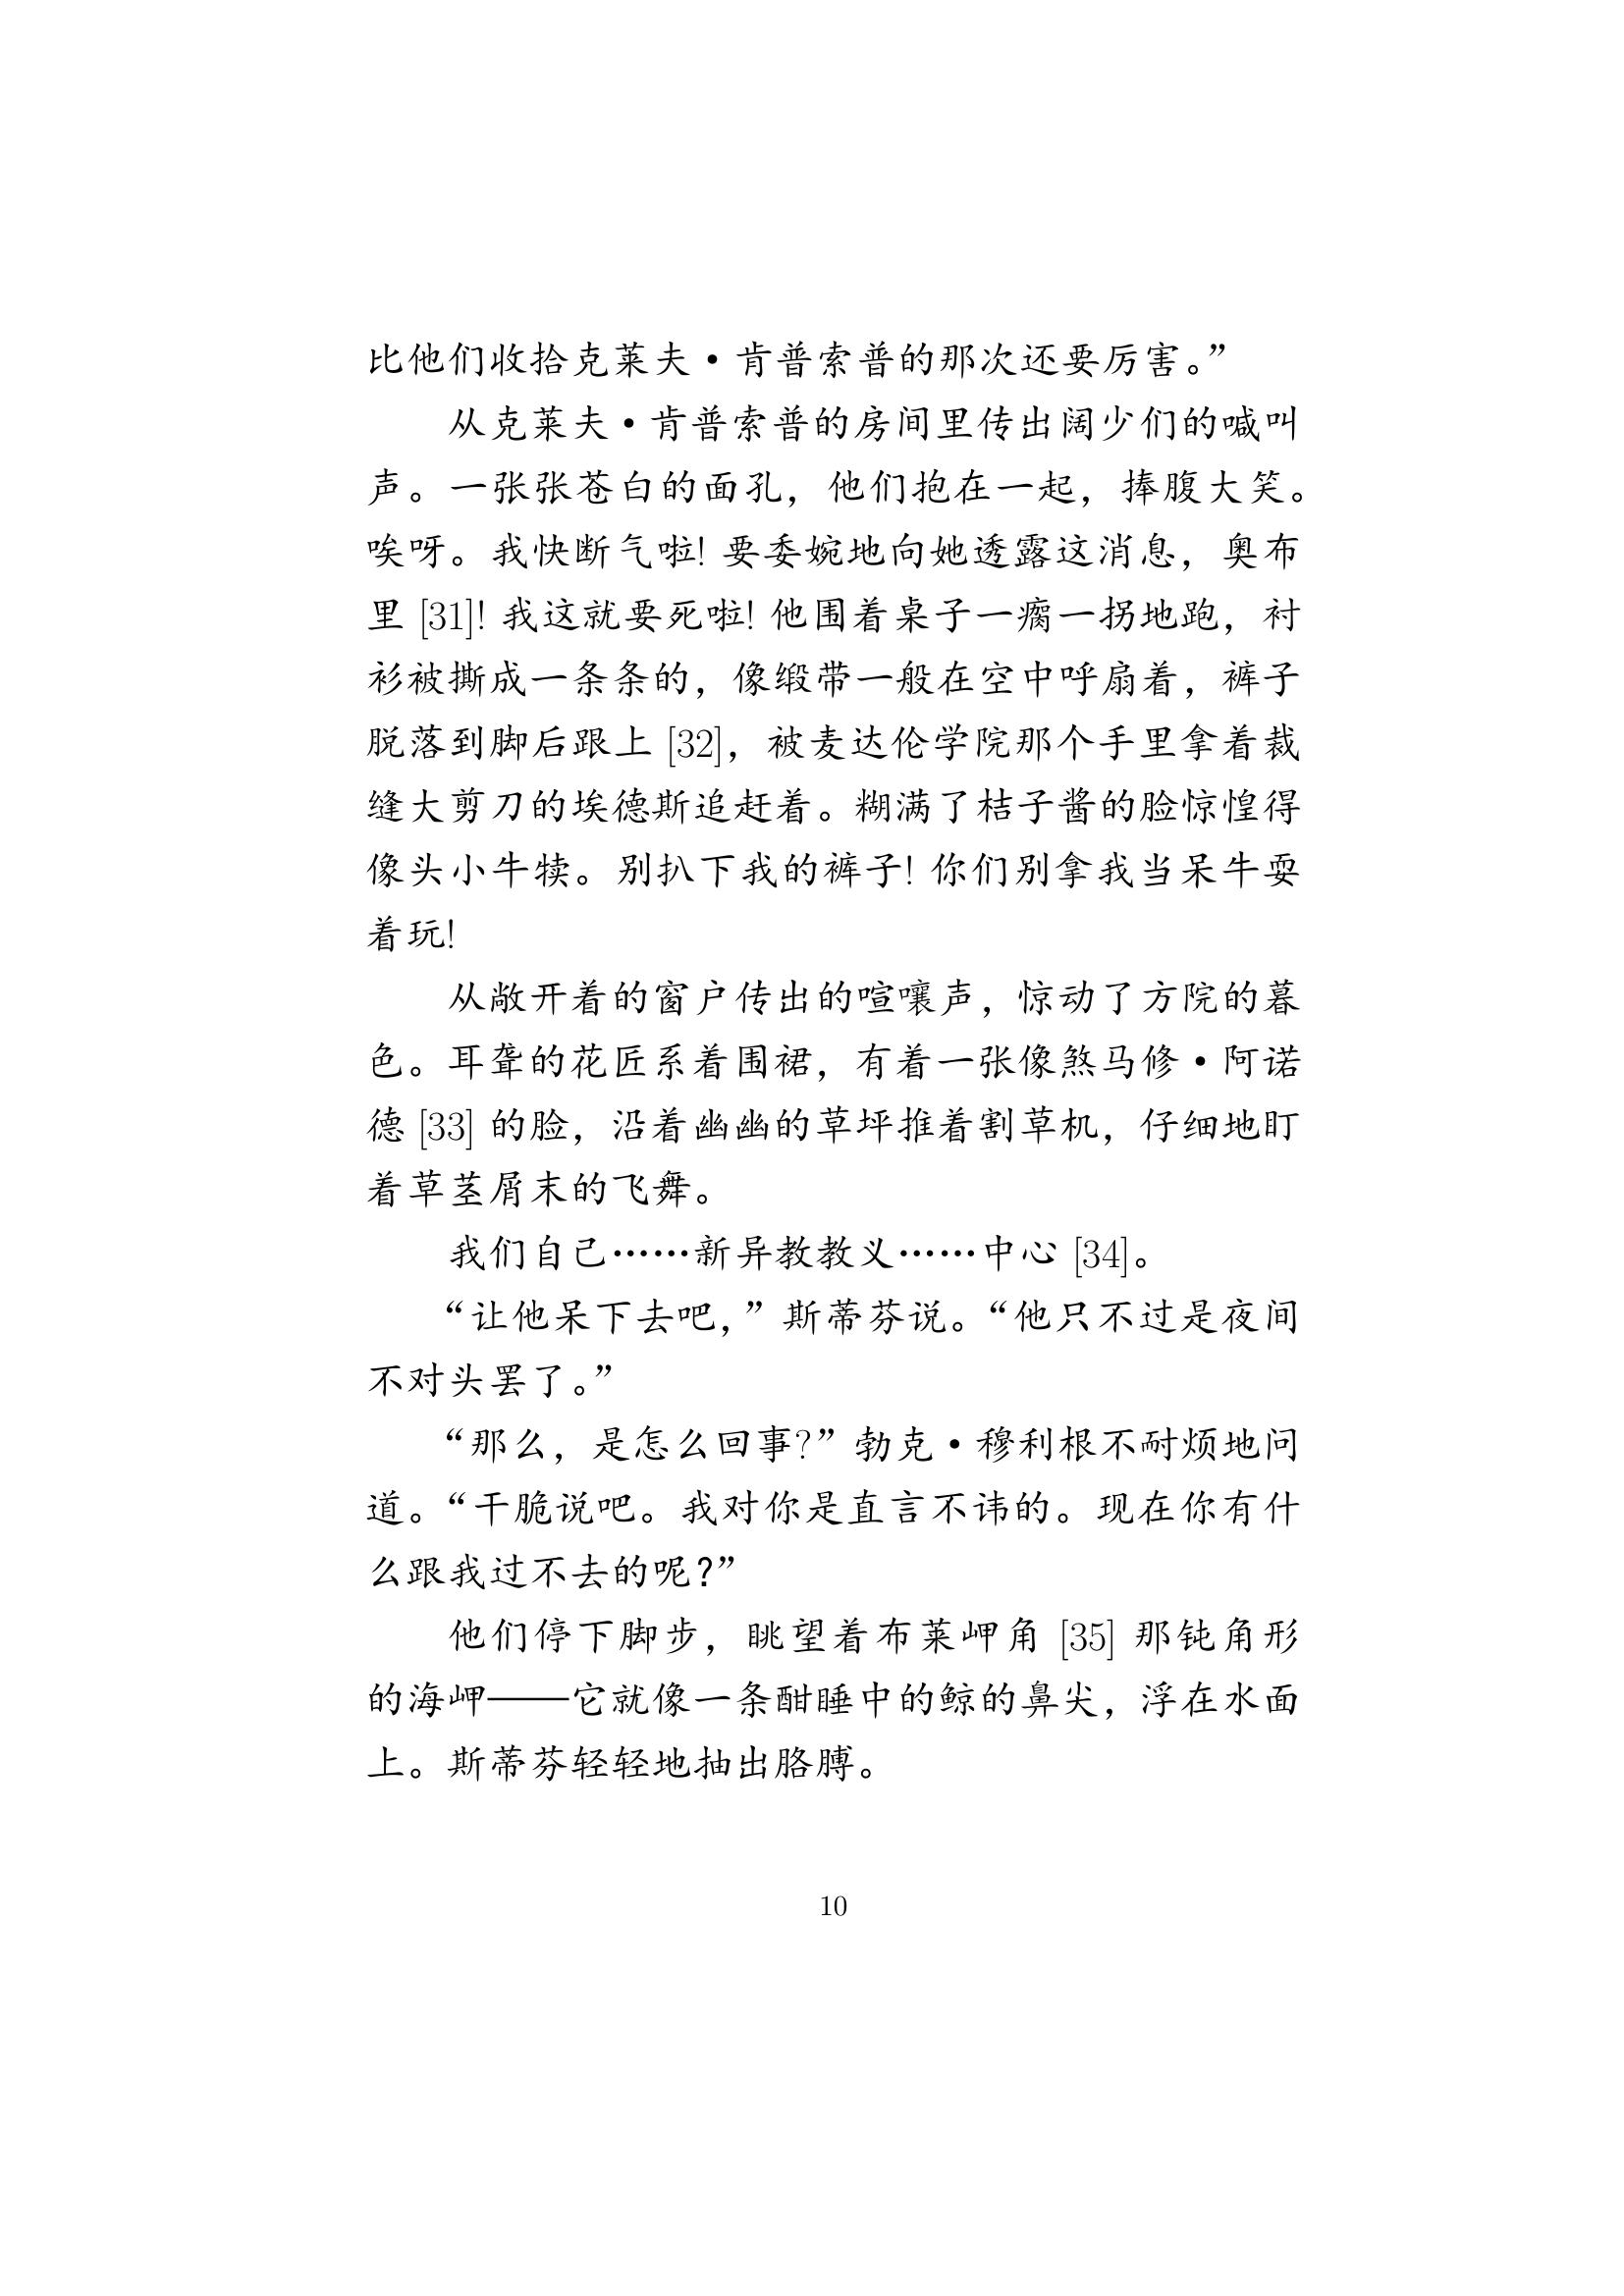 比他们收拾克莱夫·肯普索普的那次还要厉害。”
从克莱夫·肯普索普的房间里传出阔少们的喊叫
声。一张张苍白的面孔，他们抱在一起，捧腹大笑。
唉呀。我快断气啦! 要委婉地向她透露这消息，奥布
里 [31]! 我这就要死啦! 他围着桌子一瘸一拐地跑，衬
衫被撕成一条条的，像缎带一般在空中呼扇着，裤子
脱落到脚后跟上 [32]，被麦达伦学院那个手里拿着裁
缝大剪刀的埃德斯追赶着。糊满了桔子酱的脸惊惶得
像头小牛犊。别扒下我的裤子! 你们别拿我当呆牛耍
着玩!
从敞开着的窗户传出的喧嚷声，惊动了方院的暮
色。耳聋的花匠系着围裙，有着一张像煞马修·阿诺
德 [33] 的脸，沿着幽幽的草坪推着割草机，仔细地盯
着草茎屑末的飞舞。
我们自己……新异教教义……中心 [34]。
“让他呆下去吧，”斯蒂芬说。“他只不过是夜间
不对头罢了。”
“那么，是怎么回事?”勃克·穆利根不耐烦地问
道。“干脆说吧。我对你是直言不讳的。现在你有什
么跟我过不去的呢?”
他们停下脚步，眺望着布莱岬角 [35] 那钝角形
的海岬——它就像一条酣睡中的鲸的鼻尖，浮在水面
上。斯蒂芬轻轻地抽出胳膊。
10